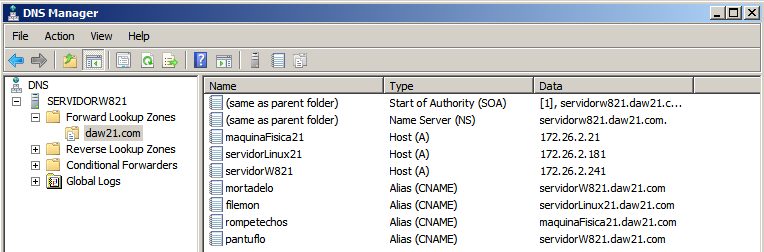 DNS Manager
File Action View Help
DNS
SERVIDORW821
Forward Lookup Zones
daw21.com
Reverse Lookup Zones
Conditional Forwarders
Global Logs
Name Type Data
(same as parent folder) Start of Authority (SOA) [1], servidorw821.daw21.c...
(same as parent folder) Name Server (NS) servidorw821.daw21.com.
maquinaFisica21 Host (A) 172.26.2.21
servidorLinux21 Host (A) 172.26.2.181
servidorW821 Host (A) 172.26.2.241
mortadelo Alias (CNAME) servidorW821.daw21.com
filemon Alias (CNAME) servidorLinux21.daw21.com
rompetechos Alias (CNAME) maquinaFisica21.daw21.com
pantuflo Alias (CNAME) servidorW821.daw21.com